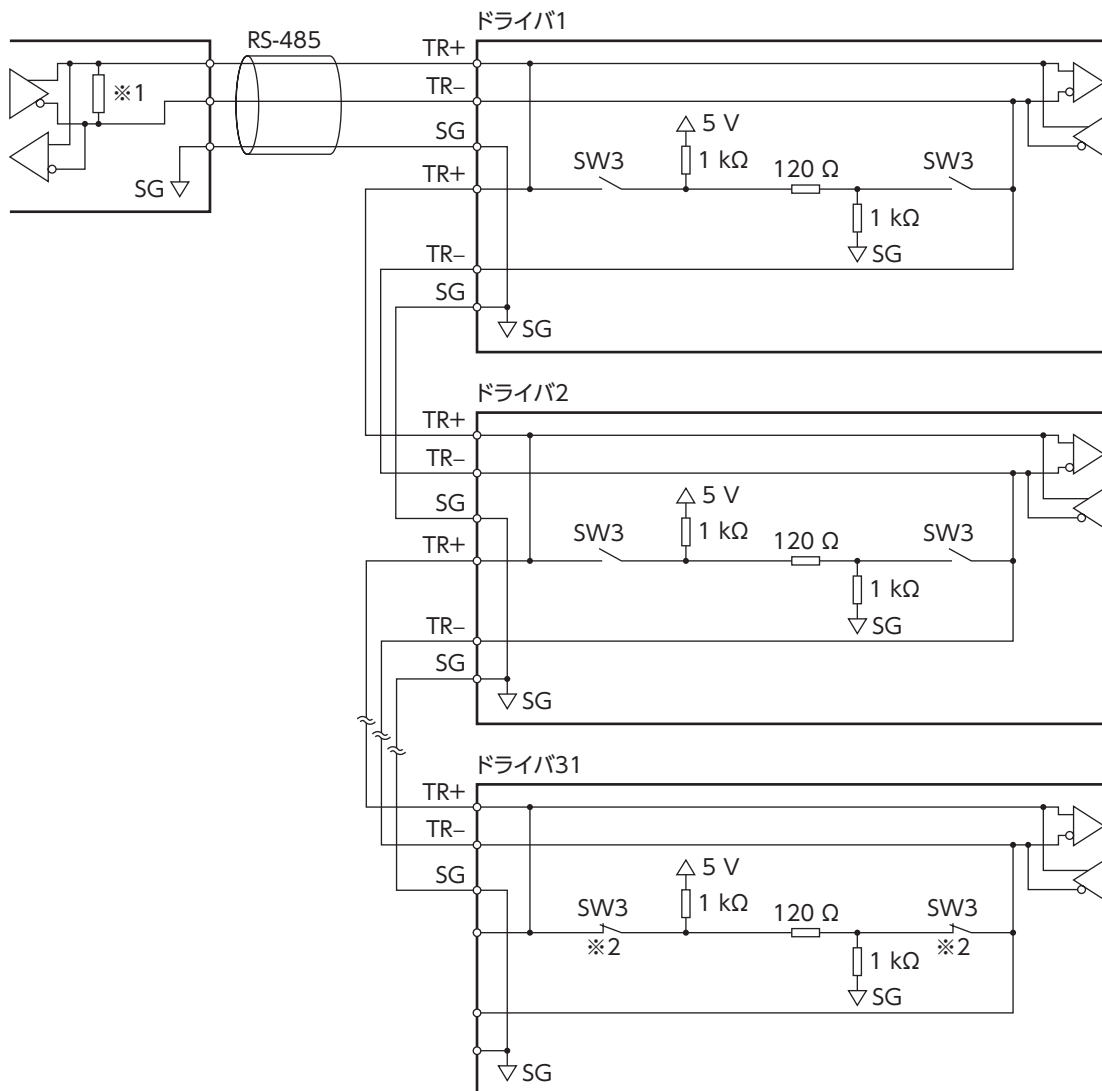 ドライバ1
RS-485
TR+
TR–
SG
TR+
TR–
SG
※1
SG
5 V
1 kΩ
SW3
120 Ω
SW3
1 kΩ
SG
SG
ドライバ2
TR+
TR–
SG
TR+
TR–
SG
5 V
1 kΩ
SW3
120 Ω
SW3
1 kΩ
SG
SG
ドライバ31
TR+
TR–
SG
5 V
1 kΩ
SW3
※2
120 Ω
SW3
※2
1 kΩ
SG
SG